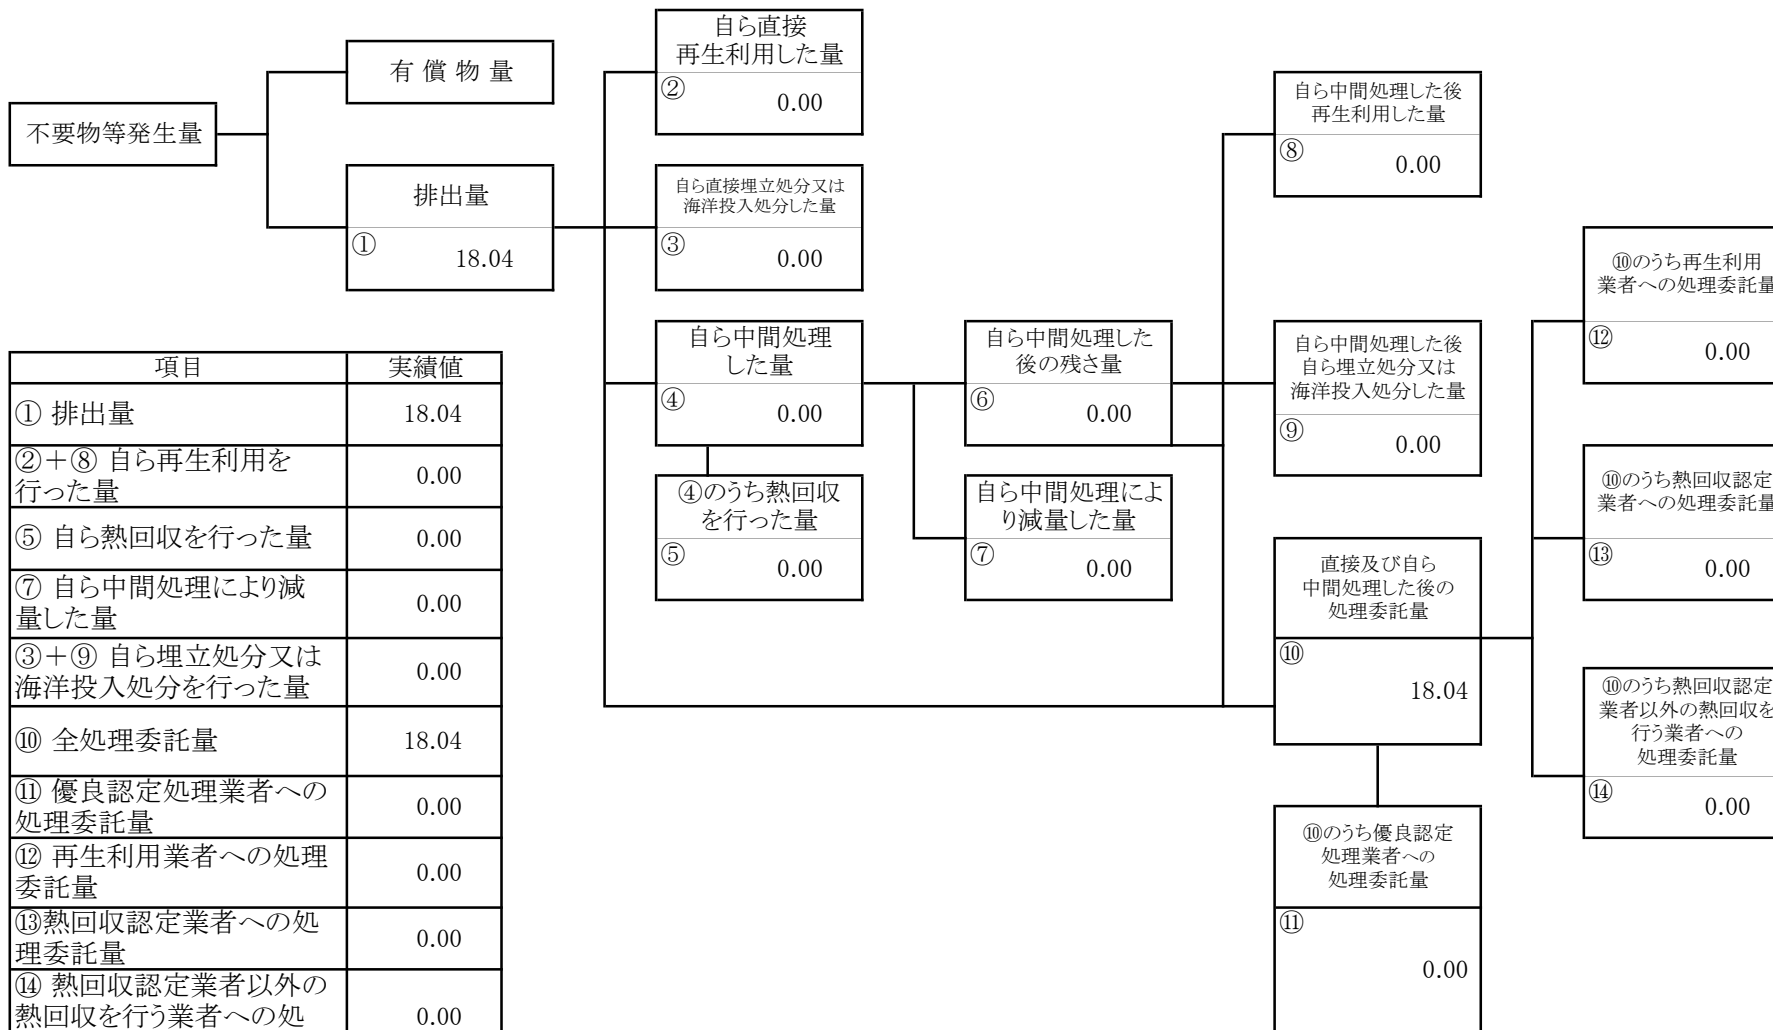 不要物等発生量
有 償 物 量
排出量
①
18.04
自ら直接
再生利用した量
②
0.00
自ら直接埋立処分又は
海洋投入処分した量
③
0.00
自ら中間処理
した量
④
0.00
④のうち熱回収
を行った量
⑤
0.00
自ら中間処理した
後の残さ量
⑥
0.00
自ら中間処理によ
り減量した量
⑦
0.00
自ら中間処理した後
再生利用した量
⑧
0.00
自ら中間処理した後
自ら埋立処分又は
海洋投入処分した量
⑨
0.00
直接及び自ら
中間処理した後の
処理委託量
⑩
18.04
⑩のうち優良認定
処理業者への
処理委託量
⑪
0.00
⑩のうち再生利用
業者への処理委託量
⑫
0.00
⑩のうち熱回収認定
業者への処理委託量
⑬
0.00
⑩のうち熱回収認定
業者以外の熱回収を
行う業者への
処理委託量
⑭
0.00
項目 実績値
① 排出量 18.04
②＋⑧ 自ら再生利用を
行った量 0.00
⑤ 自ら熱回収を行った量 0.00
⑦ 自ら中間処理により減
量した量 0.00
③＋⑨ 自ら埋立処分又は
海洋投入処分を行った量 0.00
⑩ 全処理委託量 18.04
⑪ 優良認定処理業者への
処理委託量 0.00
⑫ 再生利用業者への処理
委託量 0.00
⑬熱回収認定業者への処
理委託量 0.00
⑭ 熱回収認定業者以外の
熱回収を行う業者への処 0.00